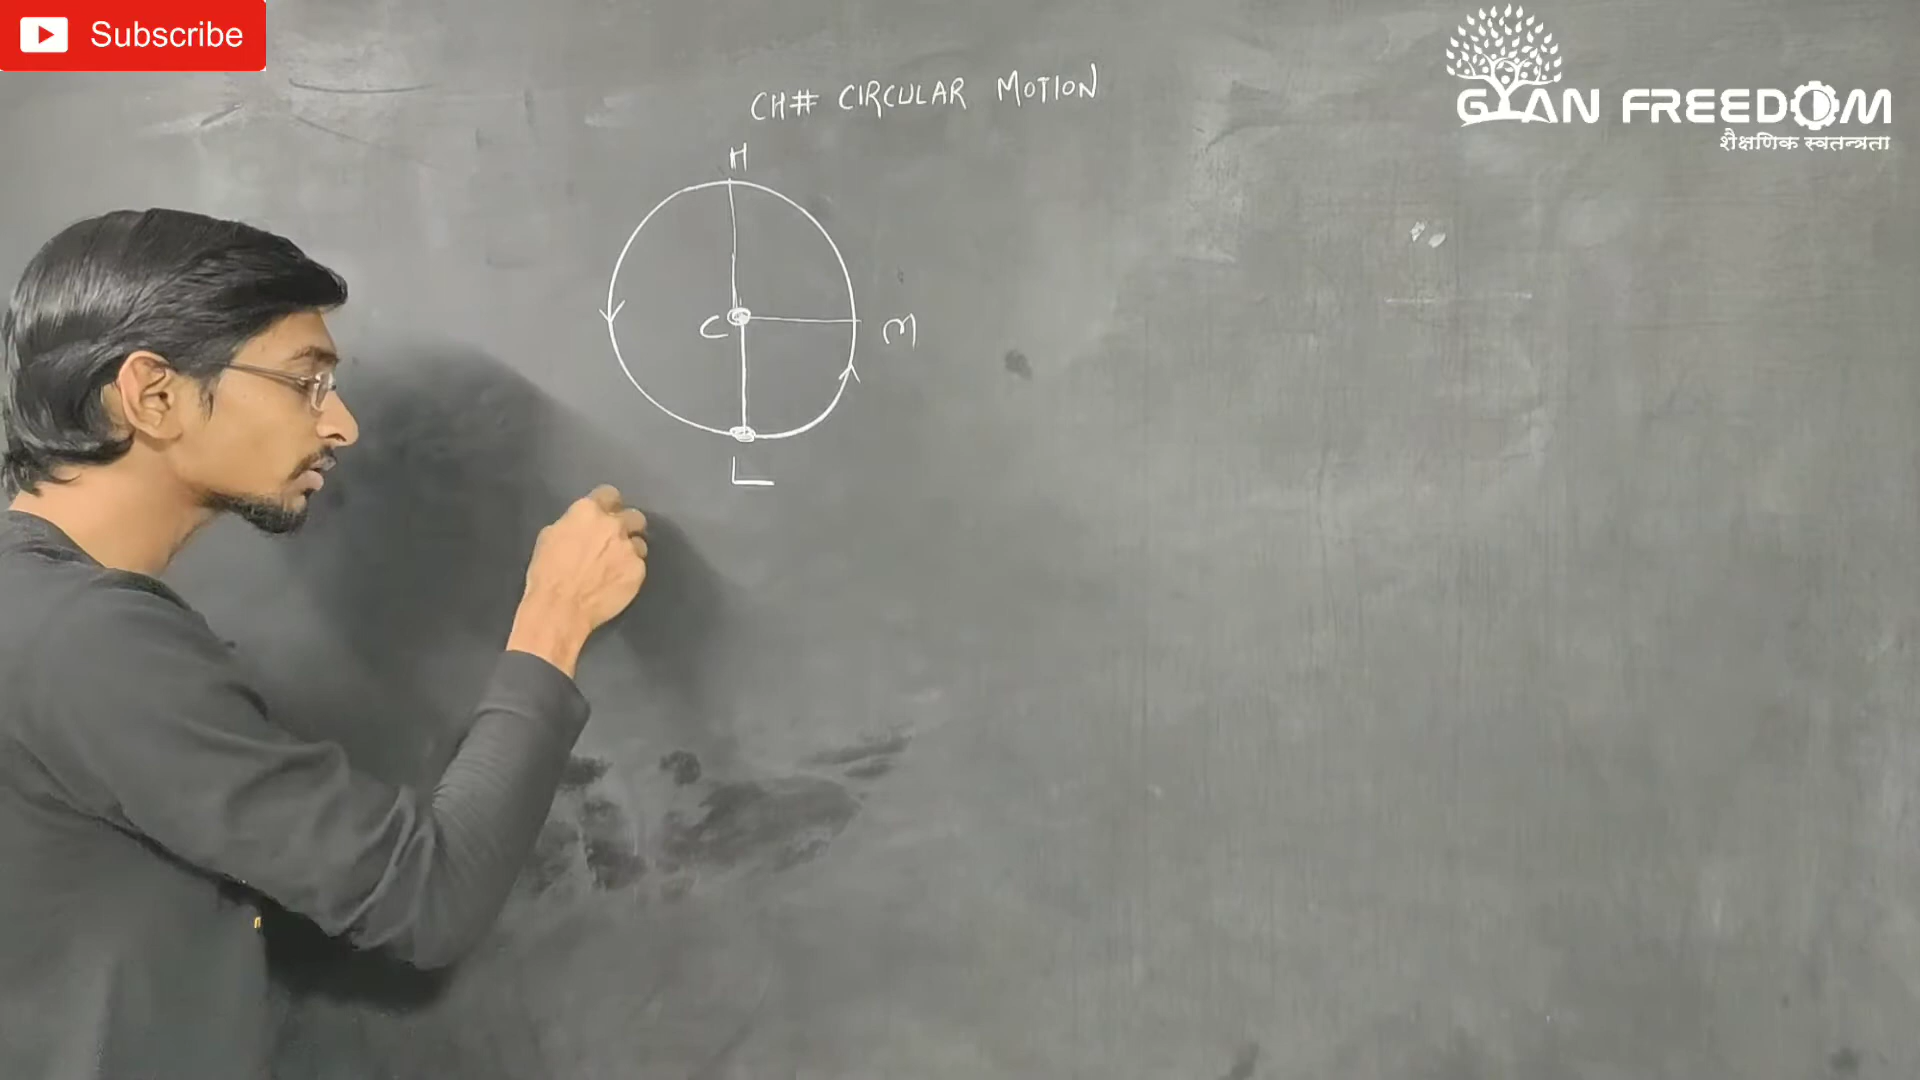 Subscribe
GYAN FREEDOM
शैक्षणिक स्वतन्त्रता
CH# CIRCULAR MOTION
H
C
M
L